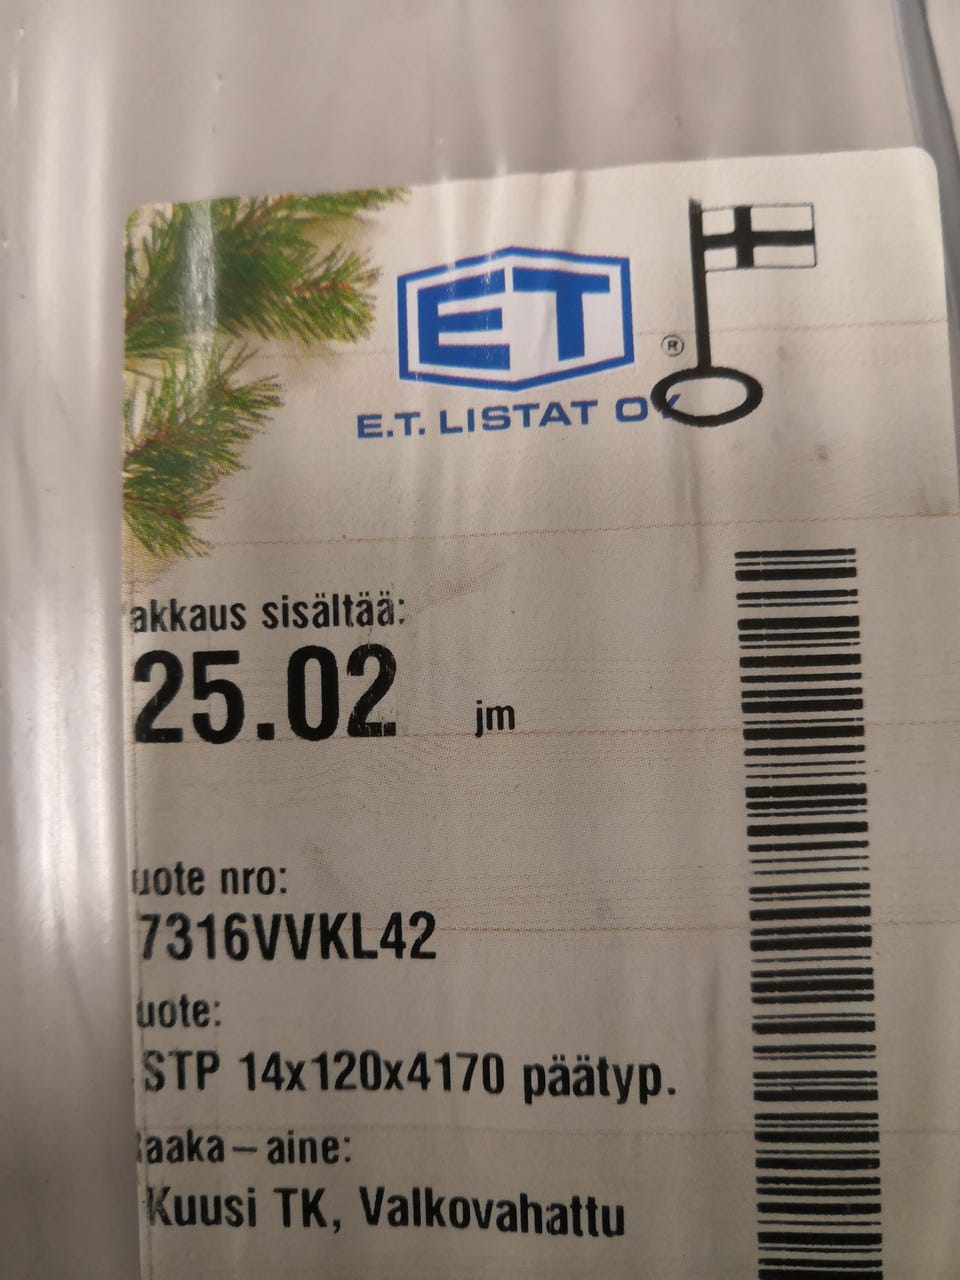 ET
®
E.T. LISTAT OY
akkaus sisältää:
25.02 jm
uote nro:
7316VVKL42
uote:
STP 14x120x4170 päätyp.
aaka-aine:
Kuusi TK, Valkovahattu